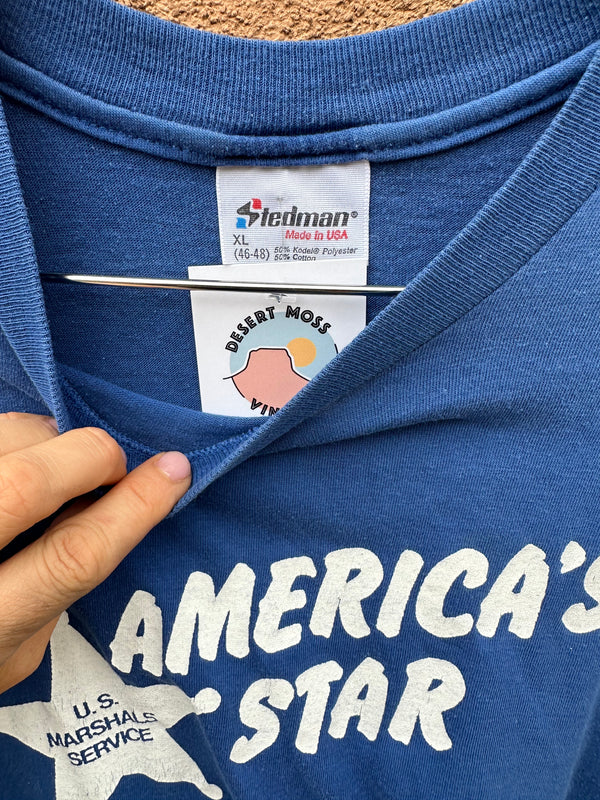 Stedman®
Made in USA
XL
(46-48)
50% Kodel® Polyester
50% Cotton
DESERT MOSS
VIN
AMERICA'S
STAR
U.S.
MARSHALS
SERVICE